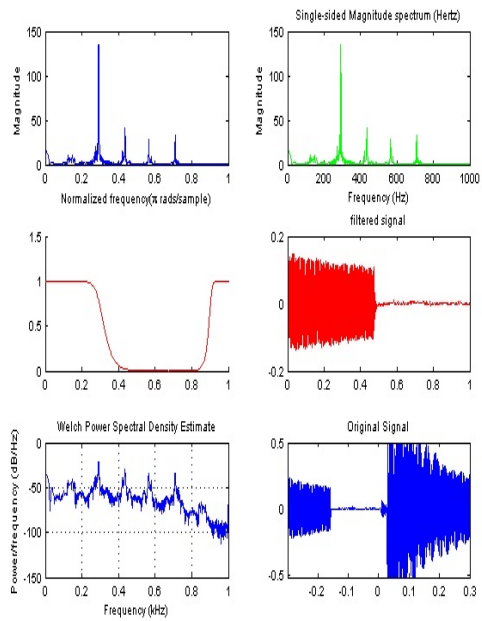 Single-sided Magnitude spectrum (Hertz)
150
100
50
0
Magnitude
0 0.2 0.4 0.6 0.8 1
Normalized frequency(π rads/sample)
150
100
50
0
Magnitude
0 200 400 600 800 1000
Frequency (Hz)
1.5
1
0.5
0
0 0.2 0.4 0.6 0.8 1
filtered signal
0.2
0
-0.2
0 0.2 0.4 0.6 0.8 1
Welch Power Spectral Density Estimate
0
-50
-100
-150
Power/frequency (dB/Hz)
0 0.2 0.4 0.6 0.8 1
Frequency (kHz)
Original Signal
0.5
0
-0.5
-0.2 -0.1 0 0.1 0.2 0.3